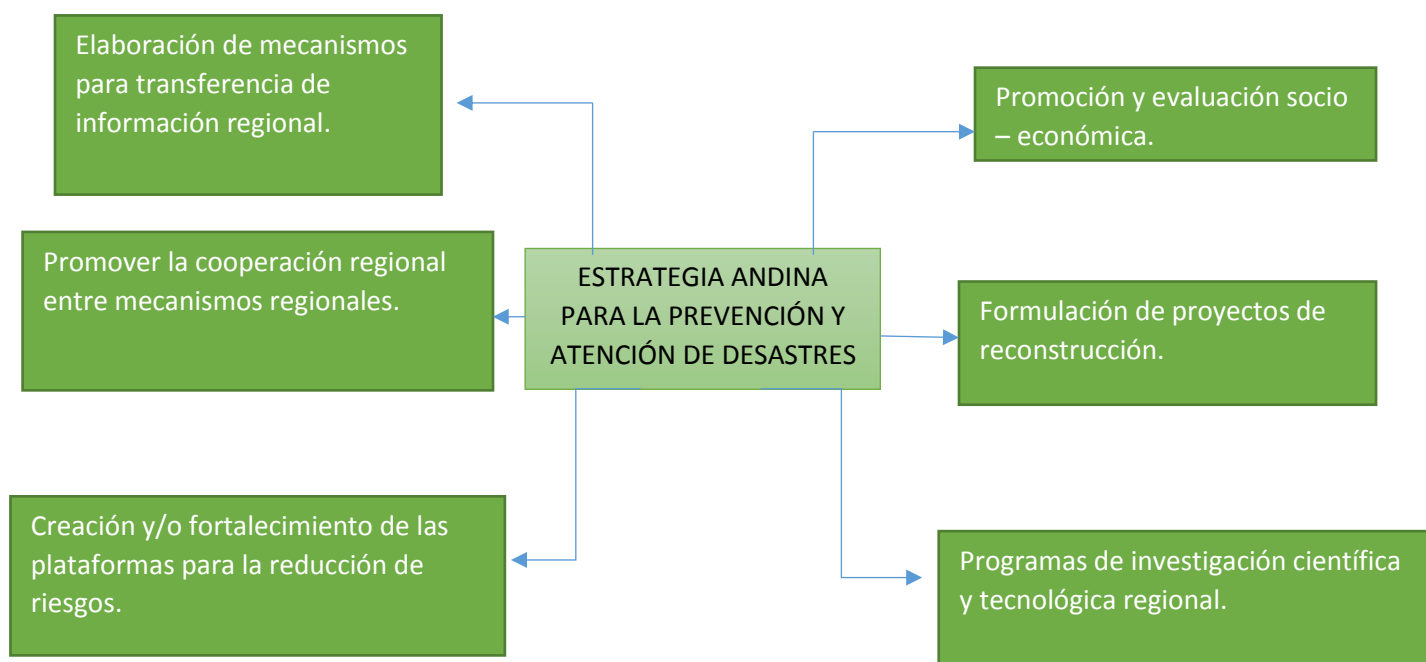 Elaboración de mecanismos
para transferencia de
información regional.
Promoción y evaluación socio
– económica.
Promover la cooperación regional
entre mecanismos regionales.
ESTRATEGIA ANDINA
PARA LA PREVENCIÓN Y
ATENCIÓN DE DESASTRES
Formulación de proyectos de
reconstrucción.
Creación y/o fortalecimiento de las
plataformas para la reducción de
riesgos.
Programas de investigación científica
y tecnológica regional.